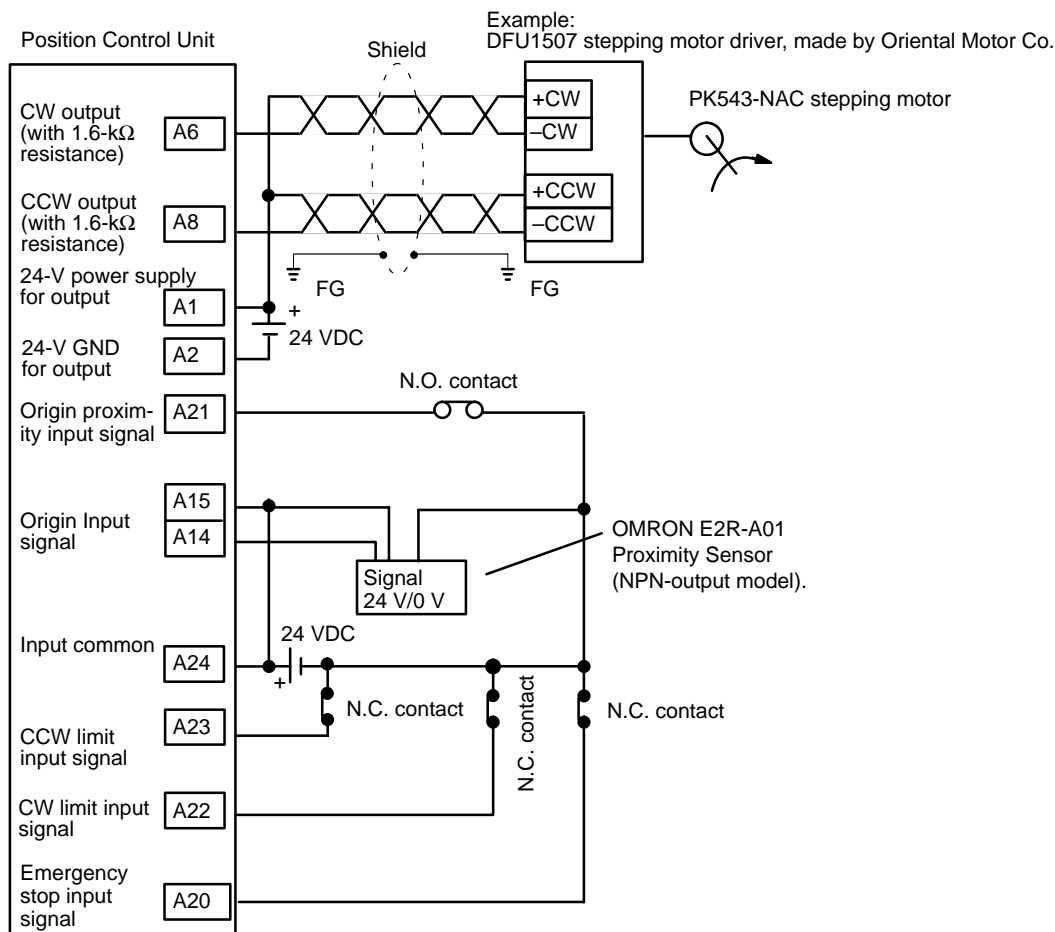 Example:
DFU1507 stepping motor driver, made by Oriental Motor Co.
Position Control Unit
Shield
CW output
(with 1.6-kΩ
resistance)
A6
+CW
–CW
PK543-NAC stepping motor
CCW output
(with 1.6-kΩ
resistance)
A8
+CCW
–CCW
FG
FG
24-V power supply
for output
A1
+
24 VDC
24-V GND
for output
A2
N.O. contact
Origin proxim-
ity input signal
A21
Origin Input
signal
A15
A14
Signal
24 V/0 V
OMRON E2R-A01
Proximity Sensor
(NPN-output model).
Input common
A24
24 VDC
+
CCW limit
input signal
A23
N.C. contact
N.C. contact
N.C. contact
CW limit input
signal
A22
Emergency
stop input
signal
A20